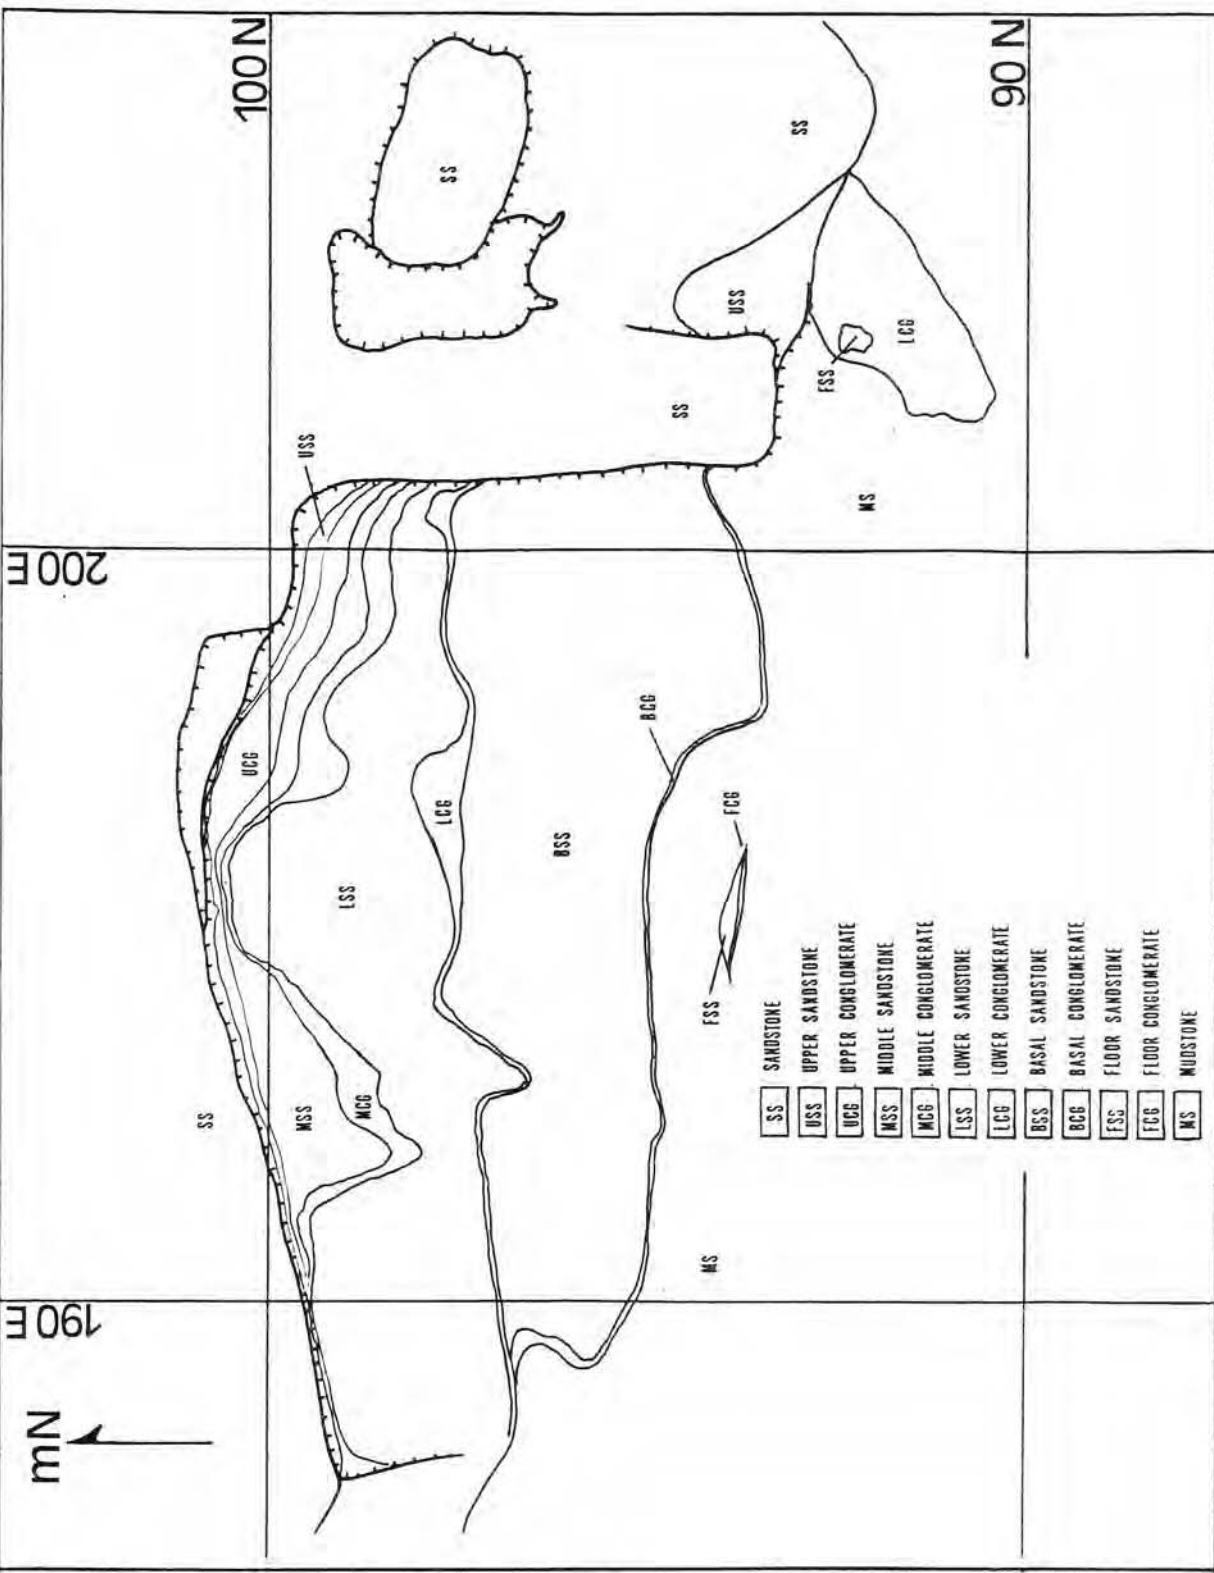 100 N
90 N
SS
SS
USS
LCG
FSS
SS
USS
MS
200 E
UCG
BCG
LCG
FCG
BSS
LSS
FSS
SS
MSS
MCG
MS
190 E
mN
SS SANDSTONE
USS UPPER SANDSTONE
UCG UPPER CONGLOMERATE
MSS MIDDLE SANDSTONE
MCG MIDDLE CONGLOMERATE
LSS LOWER SANDSTONE
LCG LOWER CONGLOMERATE
BSS BASAL SANDSTONE
BCG BASAL CONGLOMERATE
FSS FLOOR SANDSTONE
FCG FLOOR CONGLOMERATE
MS MUDSTONE